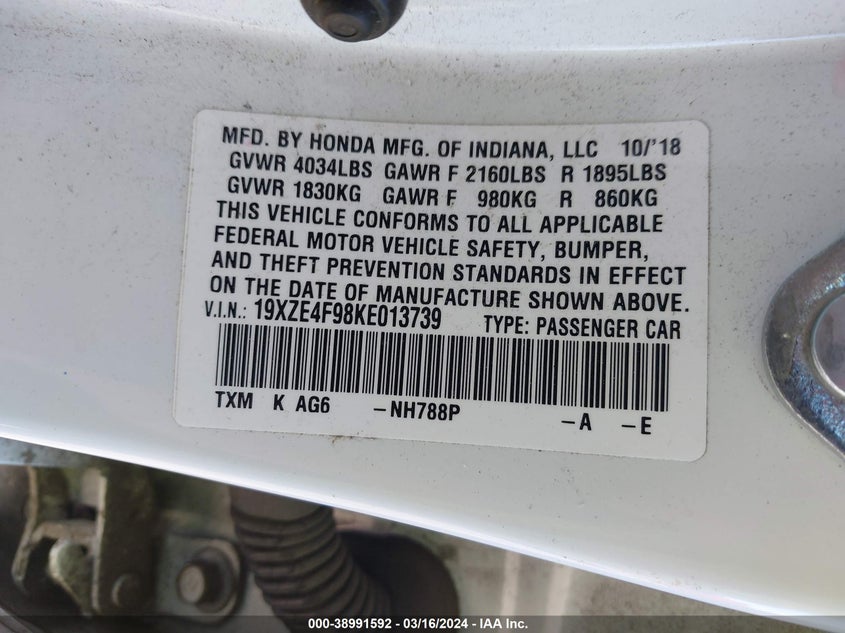 MFD. BY HONDA MFG. OF INDIANA, LLC 10/'18
GVWR 4034LBS GAWR F 2160LBS R 1895LBS
GVWR 1830KG GAWR F 980KG R 860KG
THIS VEHICLE CONFORMS TO ALL APPLICABLE
FEDERAL MOTOR VEHICLE SAFETY, BUMPER,
AND THEFT PREVENTION STANDARDS IN EFFECT
ON THE DATE OF MANUFACTURE SHOWN ABOVE.
V.I.N.: 19XZE4F98KE013739 TYPE: PASSENGER CAR
TXM K AG6 -NH788P -A -E
000-38991592 — 03/16/2024 — IAA Inc.